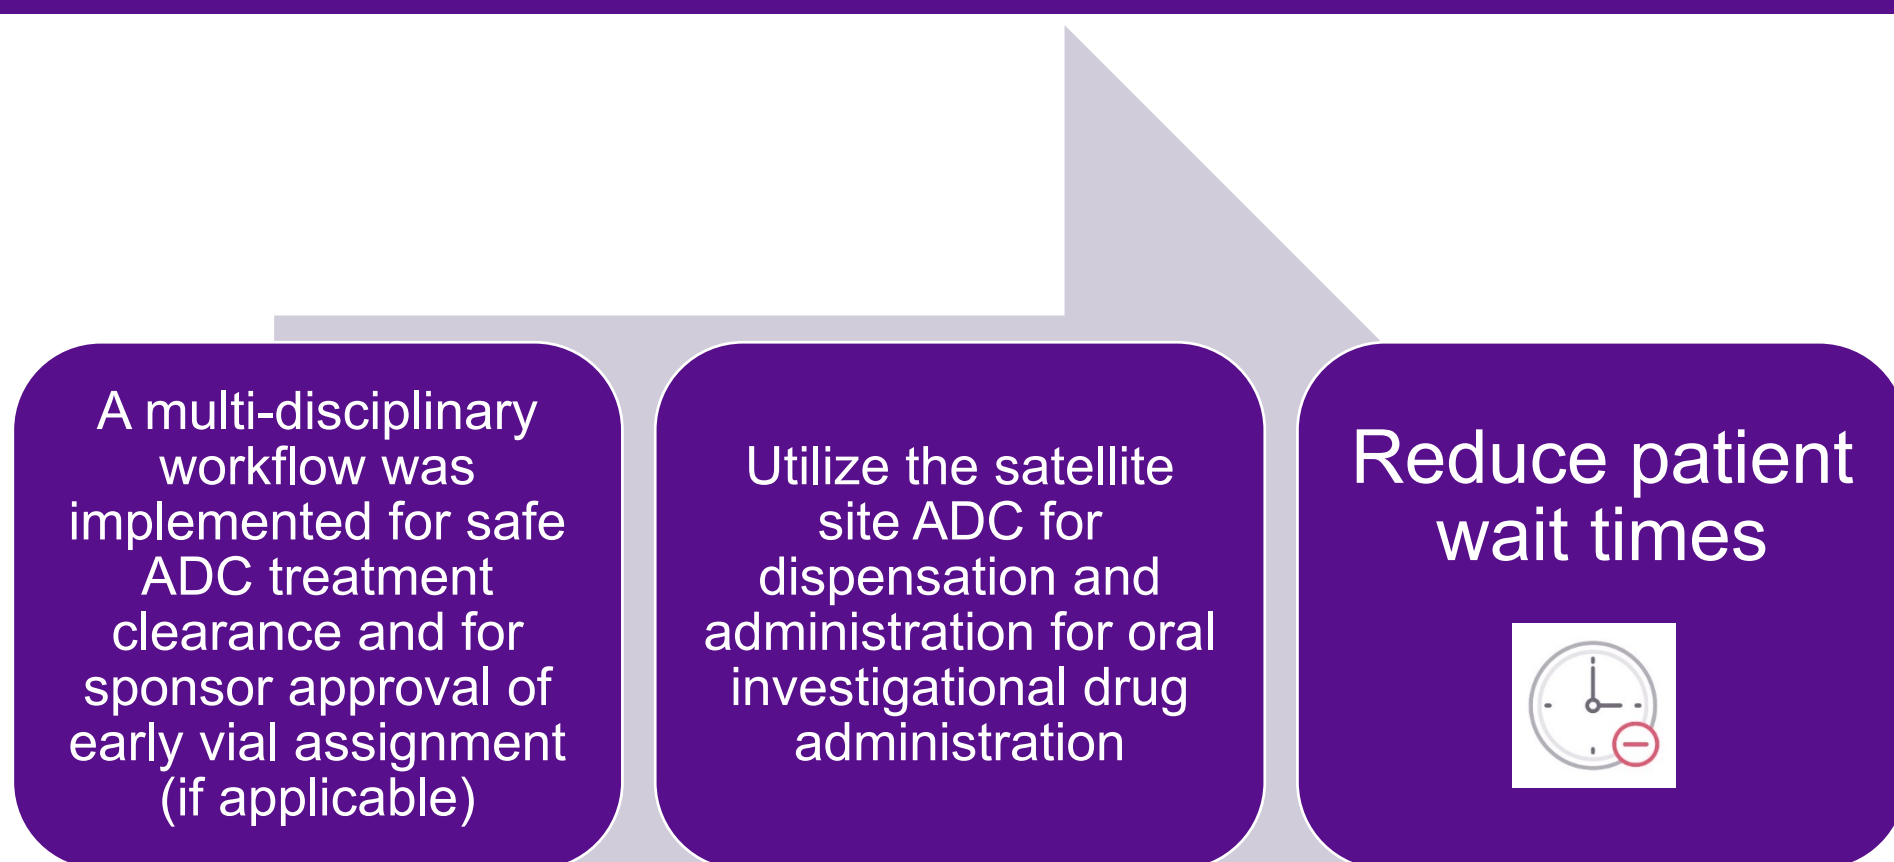 A multi-disciplinary
workflow was
implemented for safe
ADC treatment
clearance and for
sponsor approval of
early vial assignment
(if applicable)
Utilize the satellite
site ADC for
dispensation and
administration for oral
investigational drug
administration
Reduce patient
wait times